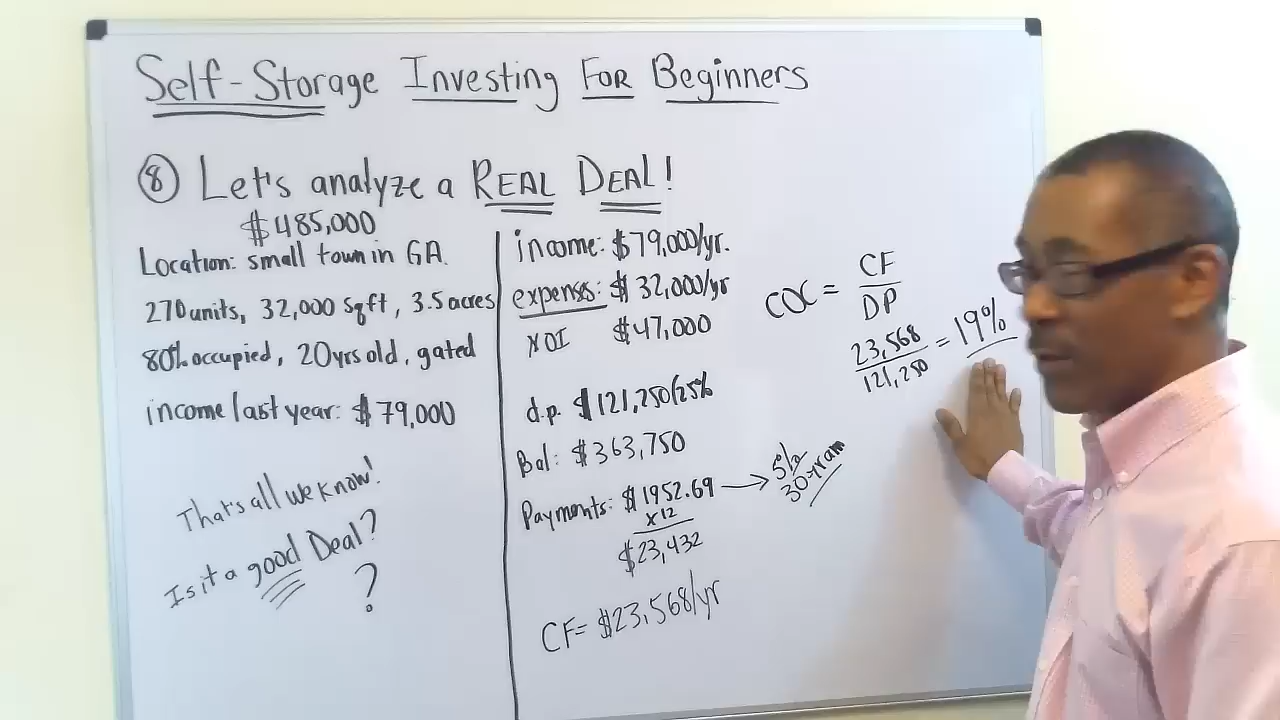 Self-Storage Investing For Beginners
⑧ Let's analyze a REAL DEAL!
$485,000
Location: small town in GA.
270 units, 32,000 sqft, 3.5 acres
80% occupied, 20yrs old, gated
income last year: $79,000
That's all we know!
Is it a good Deal?
?
income: $79,000/yr.
expenses: $32,000/yr
NOI $47,000
d.p. $121,250/25%
Bal: $363,750
Payments: $1952.69 → 5% 30yr am
x12
$23,432
CF= $23,568/yr
COC = CF/DP
23,568/121,250 = 19%